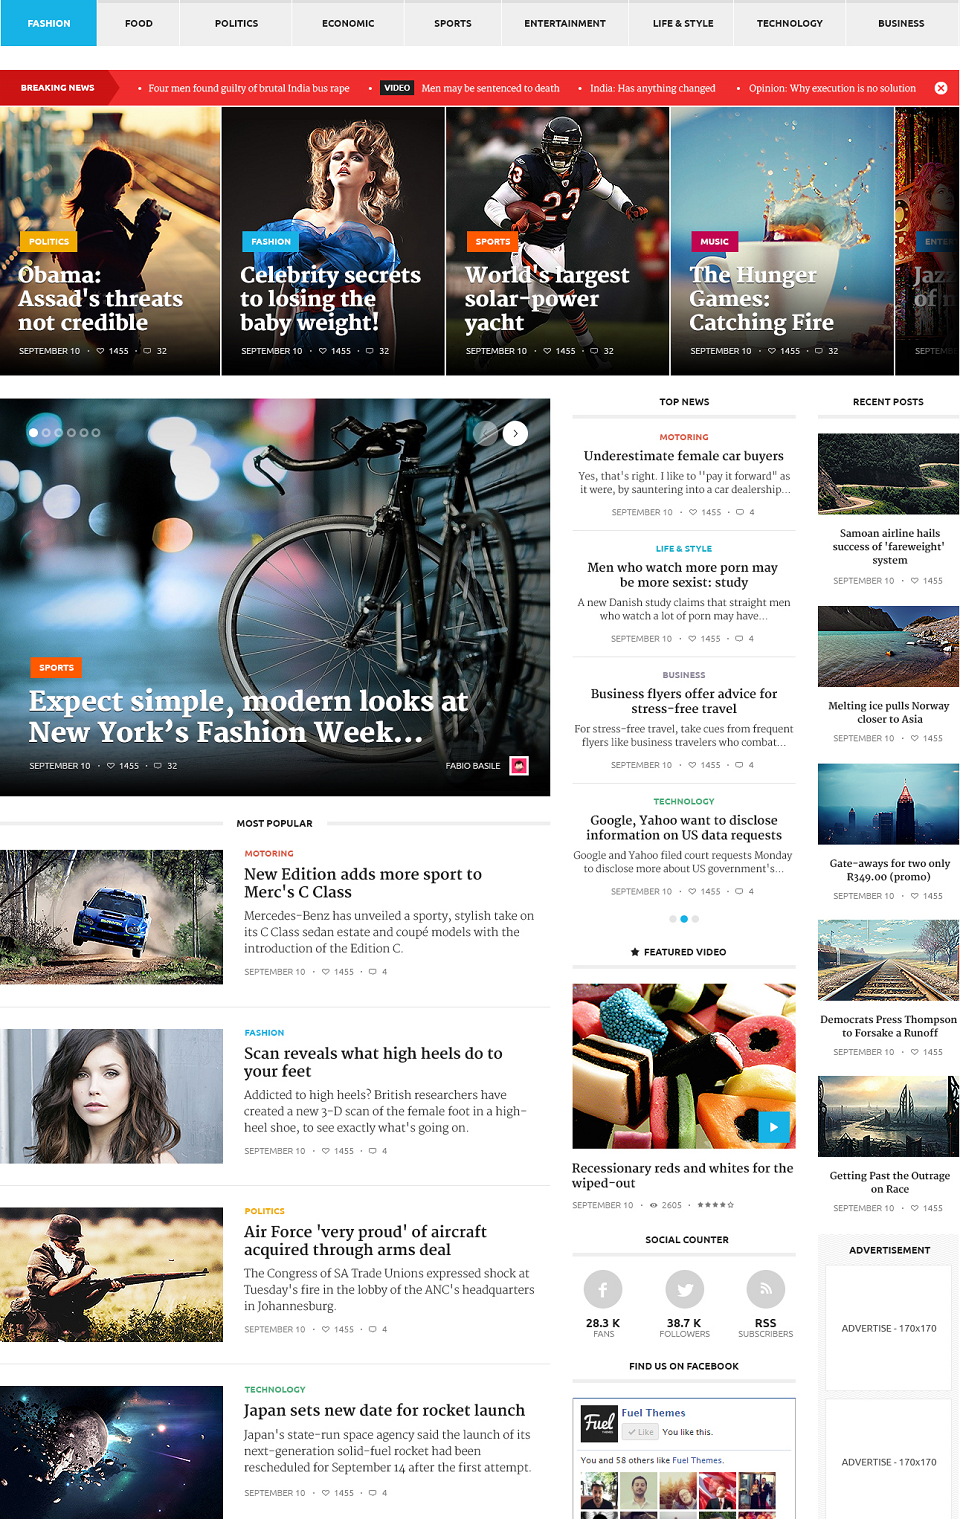 FASHION
FOOD
POLITICS
ECONOMIC
SPORTS
ENTERTAINMENT
LIFE & STYLE
TECHNOLOGY
BUSINESS
BREAKING NEWS
• Four men found guilty of brutal India bus rape
• VIDEO Men may be sentenced to death
• India: Has anything changed
• Opinion: Why execution is no solution
POLITICS
Obama:
Assad's threats
not credible
SEPTEMBER 10 • 1455 • 32
FASHION
Celebrity secrets
to losing the
baby weight!
SEPTEMBER 10 • 1455 • 32
SPORTS
World's largest
solar-power
yacht
SEPTEMBER 10 • 1455 • 32
23
MUSIC
The Hunger
Games:
Catching Fire
SEPTEMBER 10 • 1455 • 32
ENTER
Jaz
of n
SEPTEMB
SPORTS
Expect simple, modern looks at
New York’s Fashion Week...
SEPTEMBER 10 • 1455 • 32
FABIO BASILE
MOST POPULAR
MOTORING
New Edition adds more sport to
Merc's C Class
Mercedes-Benz has unveiled a sporty, stylish take on
its C Class sedan estate and coupé models with the
introduction of the Edition C.
SEPTEMBER 10 • 1455 • 4
FASHION
Scan reveals what high heels do to
your feet
Addicted to high heels? British researchers have
created a new 3-D scan of the female foot in a high-
heel shoe, to see exactly what's going on.
SEPTEMBER 10 • 1455 • 4
POLITICS
Air Force 'very proud' of aircraft
acquired through arms deal
The Congress of SA Trade Unions expressed shock at
Tuesday's fire in the lobby of the ANC's headquarters
in Johannesburg.
SEPTEMBER 10 • 1455 • 4
TECHNOLOGY
Japan sets new date for rocket launch
Japan's state-run space agency said the launch of its
next-generation solid-fuel rocket had been
rescheduled for September 14 after the first attempt.
SEPTEMBER 10 • 1455 • 4
TOP NEWS
MOTORING
Underestimate female car buyers
Yes, that's right. I like to ''pay it forward" as
it were, by sauntering into a car dealership...
SEPTEMBER 10 • 1455 • 4
LIFE & STYLE
Men who watch more porn may
be more sexist: study
A new Danish study claims that straight men
who watch a lot of porn may have...
SEPTEMBER 10 • 1455 • 4
BUSINESS
Business flyers offer advice for
stress-free travel
For stress-free travel, take cues from frequent
flyers like business travelers who combat...
SEPTEMBER 10 • 1455 • 4
TECHNOLOGY
Google, Yahoo want to disclose
information on US data requests
Google and Yahoo filed court requests Monday
to disclose more about US government's...
SEPTEMBER 10 • 1455 • 4
FEATURED VIDEO
Recessionary reds and whites for the
wiped-out
SEPTEMBER 10 • 2605 •
SOCIAL COUNTER
28.3 K
FANS
38.7 K
FOLLOWERS
RSS
SUBSCRIBERS
FIND US ON FACEBOOK
Fuel
THEMES
Fuel Themes
Like You like this.
You and 58 others like Fuel Themes.
RECENT POSTS
Samoan airline hails
success of 'fareweight'
system
SEPTEMBER 10 • 1455
Melting ice pulls Norway
closer to Asia
SEPTEMBER 10 • 1455
Gate-aways for two only
R349.00 (promo)
SEPTEMBER 10 • 1455
Democrats Press Thompson
to Forsake a Runoff
SEPTEMBER 10 • 1455
Getting Past the Outrage
on Race
SEPTEMBER 10 • 1455
ADVERTISEMENT
ADVERTISE - 170x170
ADVERTISE - 170x170